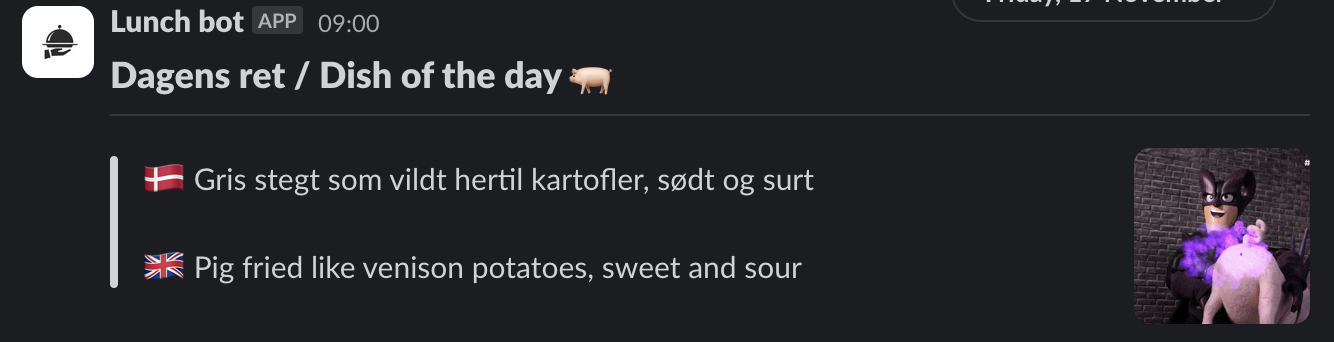 Lunch bot APP 09:00
Dagens ret / Dish of the day
Gris stegt som vildt hertil kartofler, sødt og surt
Pig fried like venison potatoes, sweet and sour
#